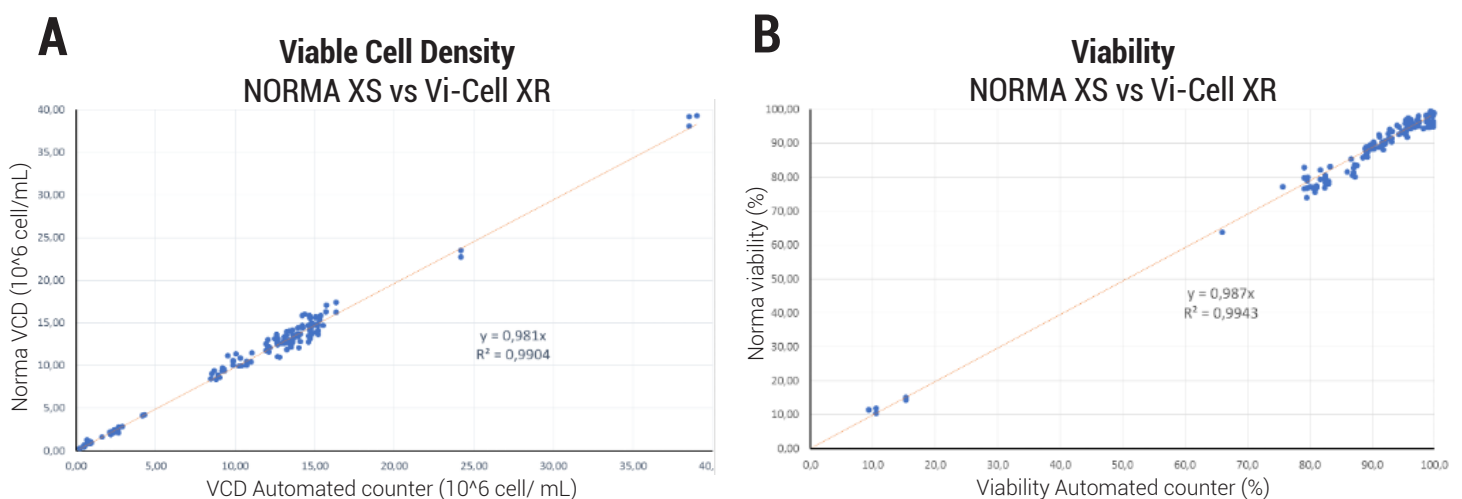 A
Viable Cell Density
NORMA XS vs Vi-Cell XR
40,00
35,00
30,00
25,00
20,00
15,00
10,00
5,00
0,00
Norma VCD (10^6 cell/mL)
y = 0,981x
R² = 0,9904
0,00 5,00 10,00 15,00 20,00 25,00 30,00 35,00 40,
VCD Automated counter (10^6 cell/ mL)
B
Viability
NORMA XS vs Vi-Cell XR
100,00
90,00
80,00
70,00
60,00
50,00
40,00
30,00
20,00
10,00
0,00
Norma viability (%)
y = 0,987x
R² = 0,9943
0,0 10,0 20,0 30,0 40,0 50,0 60,0 70,0 80,0 90,0 100,0
Viability Automated counter (%)